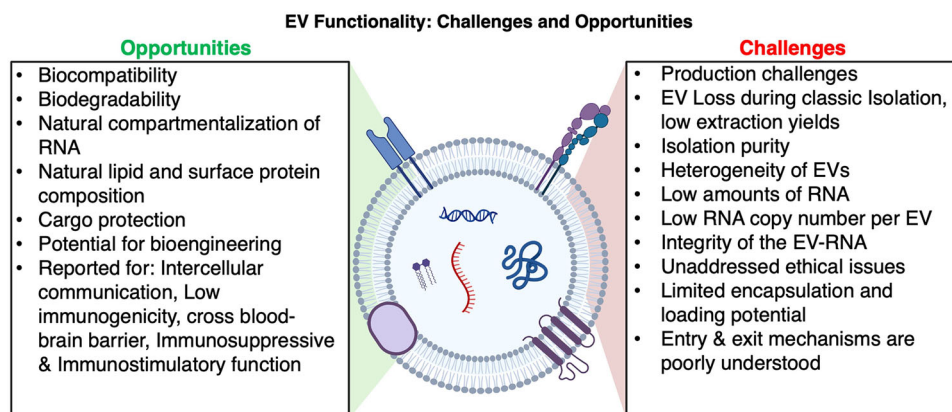 EV Functionality: Challenges and Opportunities
Opportunities
• Biocompatibility
• Biodegradability
• Natural compartmentalization of
RNA
• Natural lipid and surface protein
composition
• Cargo protection
• Potential for bioengineering
• Reported for: Intercellular
communication, Low
immunogenicity, cross blood-
brain barrier, Immunosuppressive
& Immunostimulatory function
Challenges
• Production challenges
• EV Loss during classic Isolation,
low extraction yields
• Isolation purity
• Heterogeneity of EVs
• Low amounts of RNA
• Low RNA copy number per EV
• Integrity of the EV-RNA
• Unaddressed ethical issues
• Limited encapsulation and
loading potential
• Entry & exit mechanisms are
poorly understood